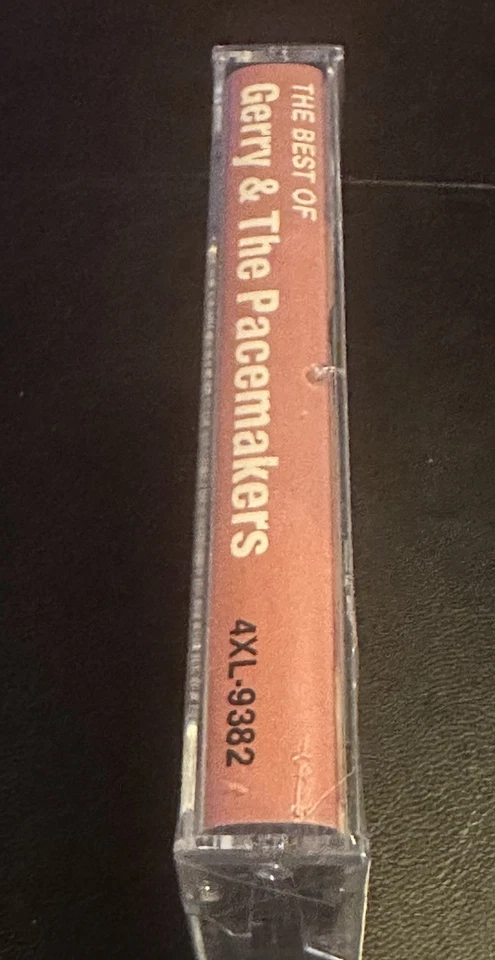 THE BEST OF
Gerry & The Pacemakers
4XL-9382